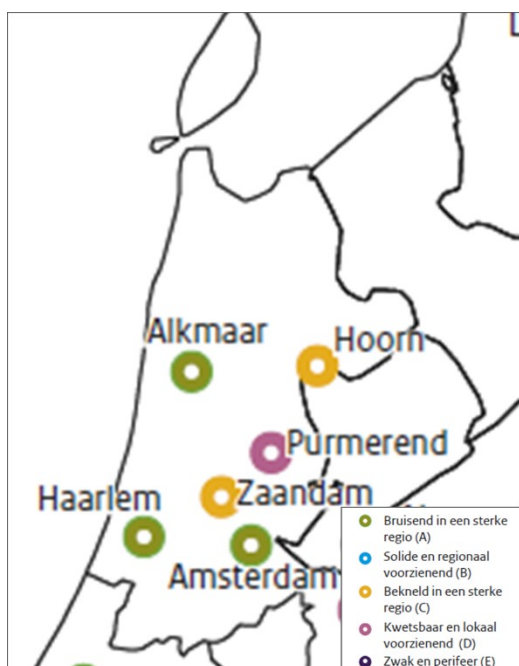 Alkmaar
Hoorn
Purmerend
Haarlem
Zaandam
Amsterdam
Bruisend in een sterke
regio (A)
Solide en regionaal
voorzienend (B)
Bekneld in een sterke
regio (C)
Kwetsbaar en lokaal
voorzienend (D)
Zwak en perifeer (E)